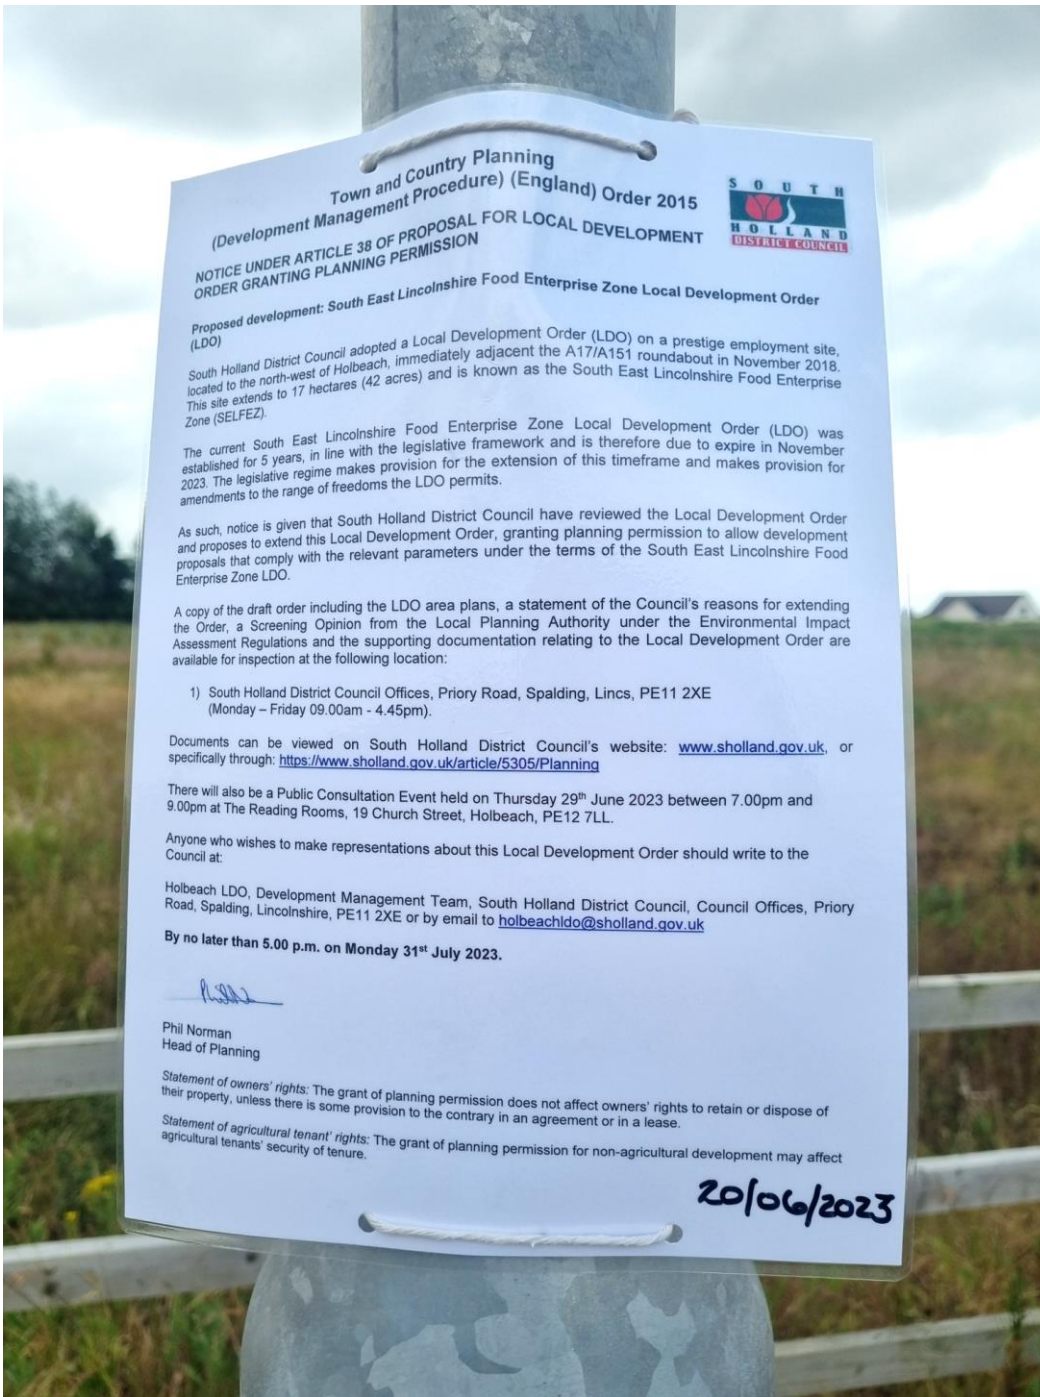 Town and Country Planning
(Development Management Procedure) (England) Order 2015
SOUTH
HOLLAND
DISTRICT COUNCIL
NOTICE UNDER ARTICLE 38 OF PROPOSAL FOR LOCAL DEVELOPMENT
ORDER GRANTING PLANNING PERMISSION
Proposed development: South East Lincolnshire Food Enterprise Zone Local Development Order
(LDO)
South Holland District Council adopted a Local Development Order (LDO) on a prestige employment site,
located to the north-west of Holbeach, immediately adjacent the A17/A151 roundabout in November 2018.
This site extends to 17 hectares (42 acres) and is known as the South East Lincolnshire Food Enterprise
Zone (SELFEZ).
The current South East Lincolnshire Food Enterprise Zone Local Development Order (LDO) was
established for 5 years, in line with the legislative framework and is therefore due to expire in November
2023. The legislative regime makes provision for the extension of this timeframe and makes provision for
amendments to the range of freedoms the LDO permits.
As such, notice is given that South Holland District Council have reviewed the Local Development Order
and proposes to extend this Local Development Order, granting planning permission to allow development
proposals that comply with the relevant parameters under the terms of the South East Lincolnshire Food
Enterprise Zone LDO.
A copy of the draft order including the LDO area plans, a statement of the Council's reasons for extending
the Order, a Screening Opinion from the Local Planning Authority under the Environmental Impact
Assessment Regulations and the supporting documentation relating to the Local Development Order are
available for inspection at the following location:
1) South Holland District Council Offices, Priory Road, Spalding, Lincs, PE11 2XE
(Monday – Friday 09.00am - 4.45pm).
Documents can be viewed on South Holland District Council's website: www.sholland.gov.uk, or
specifically through: https://www.sholland.gov.uk/article/5305/Planning
There will also be a Public Consultation Event held on Thursday 29th June 2023 between 7.00pm and
9.00pm at The Reading Rooms, 19 Church Street, Holbeach, PE12 7LL.
Anyone who wishes to make representations about this Local Development Order should write to the
Council at:
Holbeach LDO, Development Management Team, South Holland District Council, Council Offices, Priory
Road, Spalding, Lincolnshire, PE11 2XE or by email to holbeachldo@sholland.gov.uk
By no later than 5.00 p.m. on Monday 31st July 2023.
Phil Norman
Head of Planning
Statement of owners' rights: The grant of planning permission does not affect owners' rights to retain or dispose of
their property, unless there is some provision to the contrary in an agreement or in a lease.
Statement of agricultural tenant' rights: The grant of planning permission for non-agricultural development may affect
agricultural tenants' security of tenure.
20/06/2023